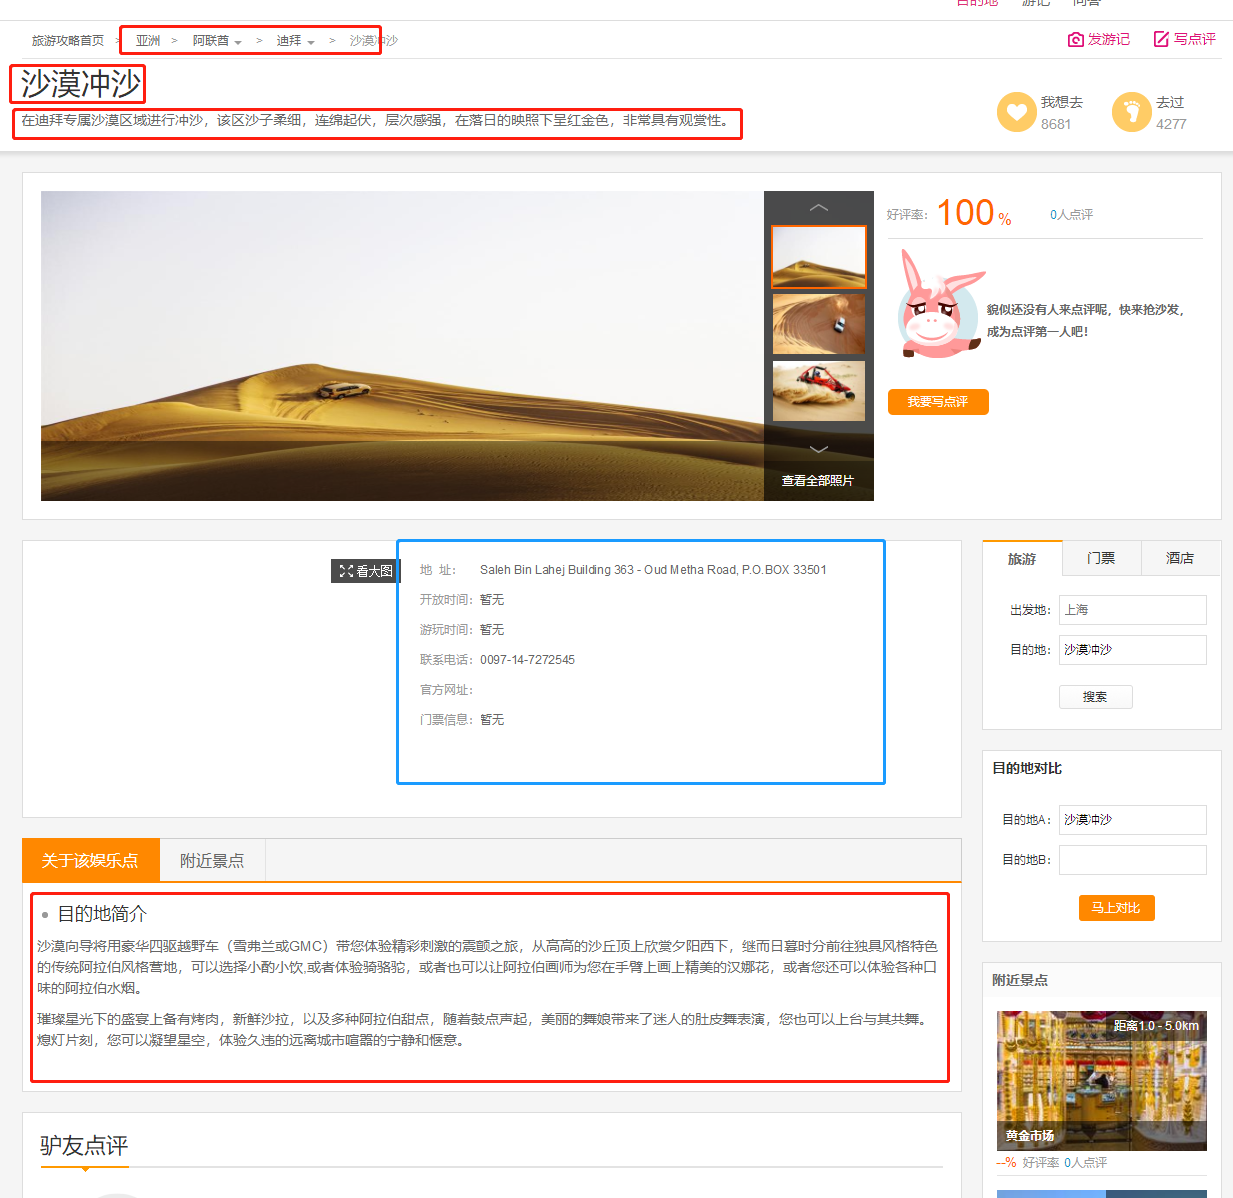 目的地 游记 问答
旅游攻略首页 > 亚洲 > 阿联酋 > 迪拜 > 沙漠冲沙
发游记 写点评
沙漠冲沙
在迪拜专属沙漠区域进行冲沙，该区沙子柔细，连绵起伏，层次感强，在落日的映照下呈红金色，非常具有观赏性。
我想去
8681
去过
4277
查看全部照片
好评率： 100 % 0人点评
貌似还没有人来点评呢，快来抢沙发，
成为点评第一人吧！
我要写点评
看大图
地 址： Saleh Bin Lahej Building 363 - Oud Metha Road, P.O.BOX 33501
开放时间： 暂无
游玩时间： 暂无
联系电话： 0097-14-7272545
官方网址：
门票信息： 暂无
旅游 门票 酒店
出发地： 上海
目的地： 沙漠冲沙
搜索
目的地对比
目的地A： 沙漠冲沙
目的地B：
马上对比
关于该娱乐点 附近景点
目的地简介
沙漠向导将用豪华四驱越野车（雪弗兰或GMC）带您体验精彩刺激的震颤之旅，从高高的沙丘顶上欣赏夕阳西下，继而日暮时分前往独具风格特色
的传统阿拉伯风格营地，可以选择小酌小饮,或者体验骑骆驼，或者也可以让阿拉伯画师为您在手臂上画上精美的汉娜花，或者您还可以体验各种口
味的阿拉伯水烟。
璀璨星光下的盛宴上备有烤肉，新鲜沙拉，以及多种阿拉伯甜点，随着鼓点声起，美丽的舞娘带来了迷人的肚皮舞表演，您也可以上台与其共舞。
熄灯片刻，您可以凝望星空，体验久违的远离城市喧嚣的宁静和惬意。
附近景点
距离1.0 - 5.0km
黄金市场
--% 好评率 0人点评
驴友点评